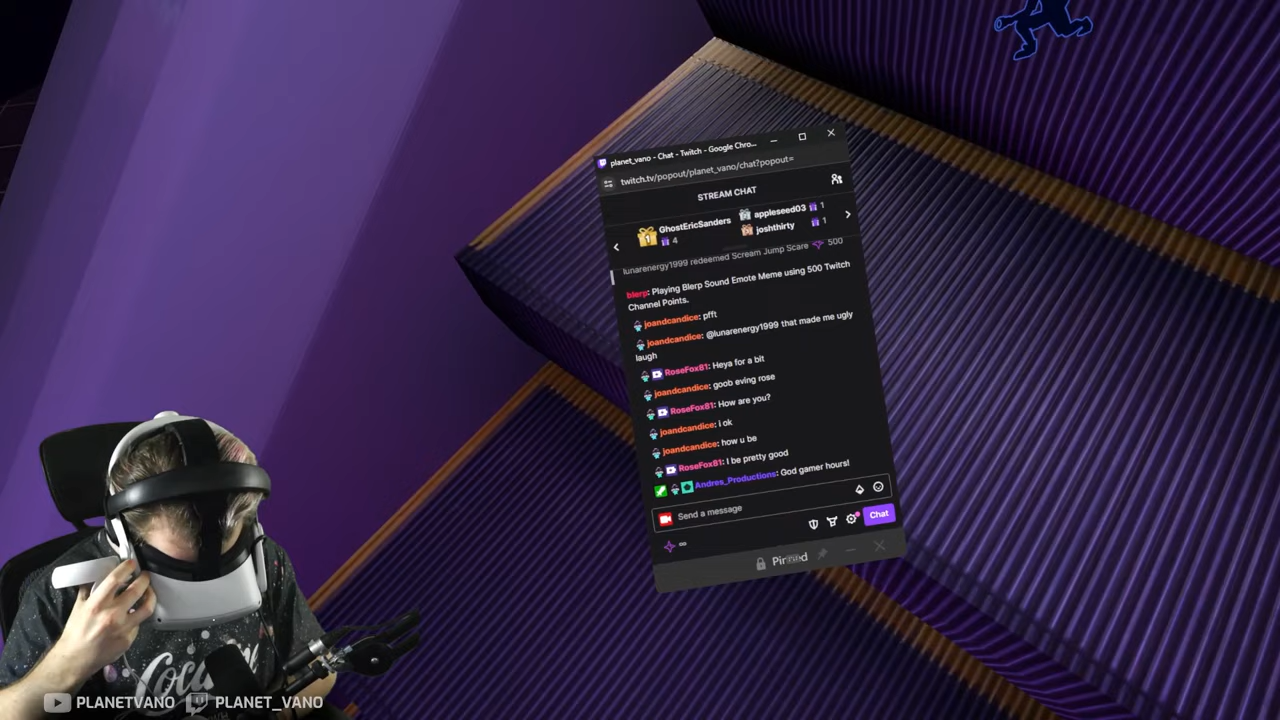 planet_vano - Chat - Twitch - Google Chro...
twitch.tv/popout/planet_vano/chat?popout=
STREAM CHAT
GhostEricSanders
4
appleseed03 1
joshthirty 1
lunarenergy1999 redeemed Scream Jump Scare 500
blerp: Playing Blerp Sound Emote Meme using 500 Twitch
Channel Points.
joandcandice: pfft
joandcandice: @lunarenergy1999 that made me ugly
laugh
RoseFox81: Heya for a bit
joandcandice: goob eving rose
RoseFox81: How are you?
joandcandice: i ok
joandcandice: how u be
RoseFox81: I be pretty good
Andres_Productions: God gamer hours!
Send a message
Chat
Pinned
PLANETVANO PLANET_VANO